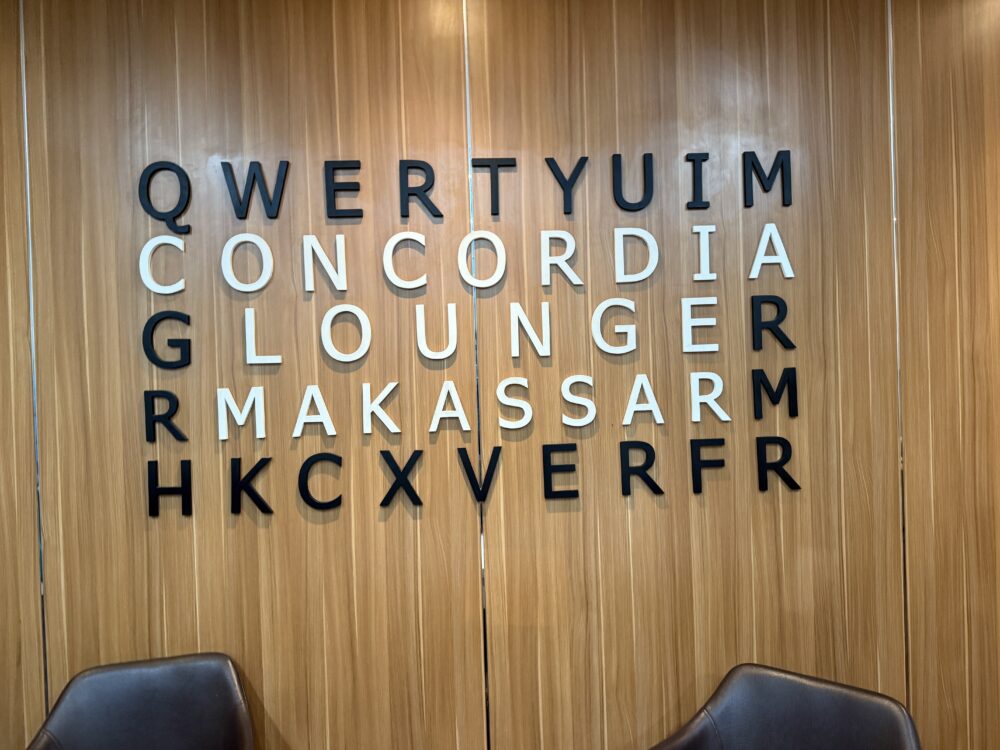 QWERTYUIM
CONCORDIA
GLOUNGER
RMAKASSARM
HKCXVERFR